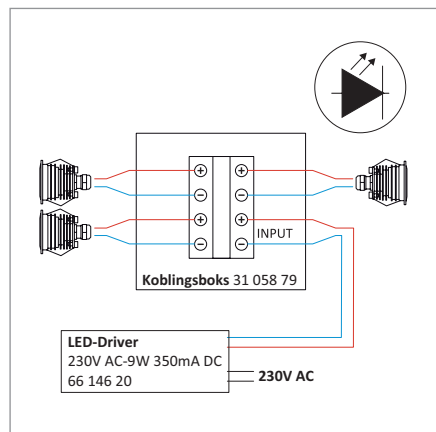 + +
− −
+ +
− − INPUT
Koblingsboks 31 058 79
LED-Driver
230V AC-9W 350mA DC
66 146 20
230V AC